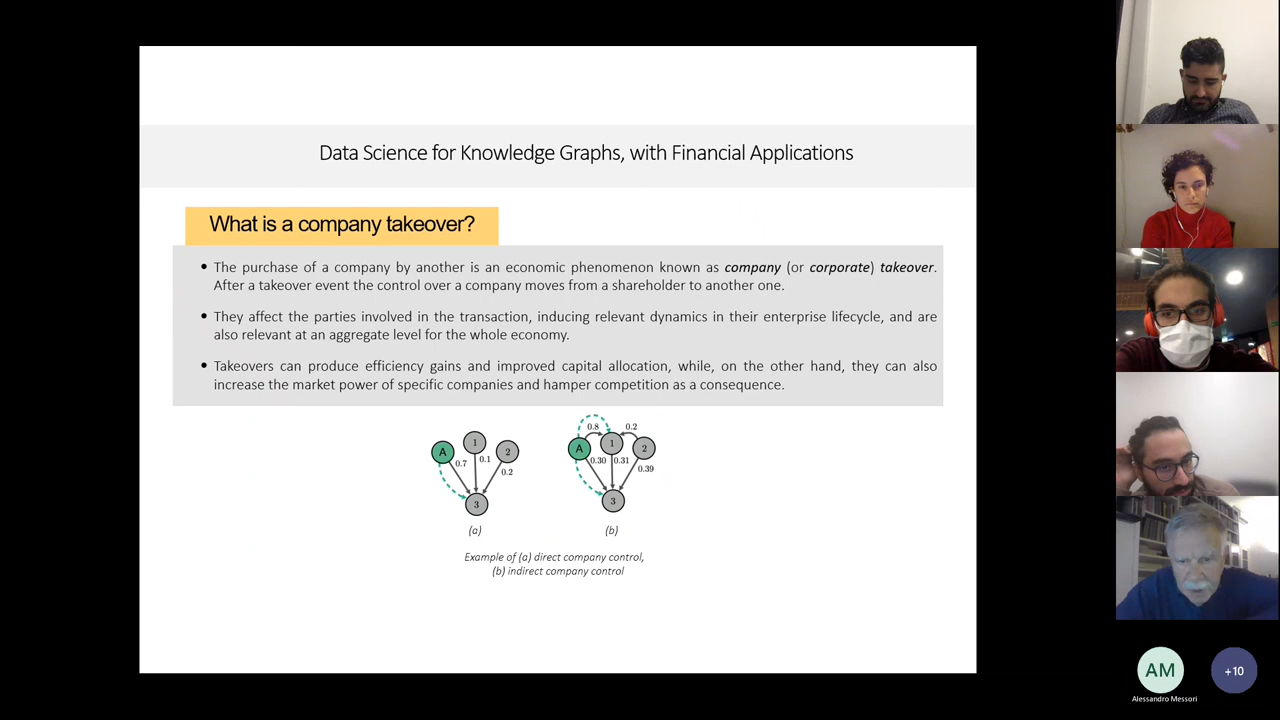 Data Science for Knowledge Graphs, with Financial Applications
What is a company takeover?
• The purchase of a company by another is an economic phenomenon known as company (or corporate) takeover.
After a takeover event the control over a company moves from a shareholder to another one.
• They affect the parties involved in the transaction, inducing relevant dynamics in their enterprise lifecycle, and are
also relevant at an aggregate level for the whole economy.
• Takeovers can produce efficiency gains and improved capital allocation, while, on the other hand, they can also
increase the market power of specific companies and hamper competition as a consequence.
A 1 2
0.7 0.1 0.2
3
(a)
0.8 0.2
A 1 2
0.30 0.31 0.39
3
(b)
Example of (a) direct company control,
(b) indirect company control
AM
Alessandro Messori
+10